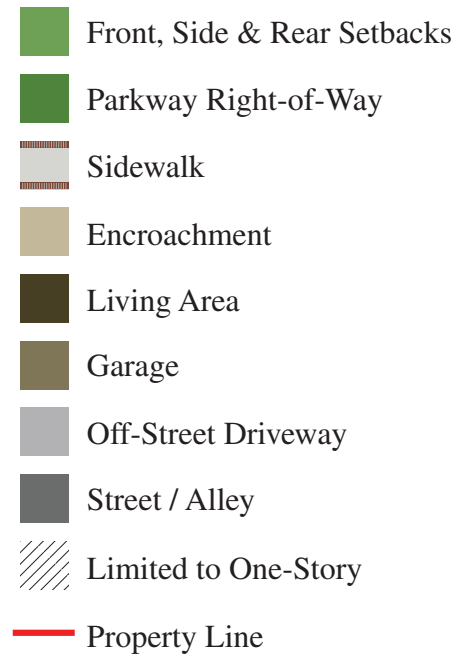 Front, Side & Rear Setbacks
Parkway Right-of-Way
Sidewalk
Encroachment
Living Area
Garage
Off-Street Driveway
Street / Alley
Limited to One-Story
Property Line